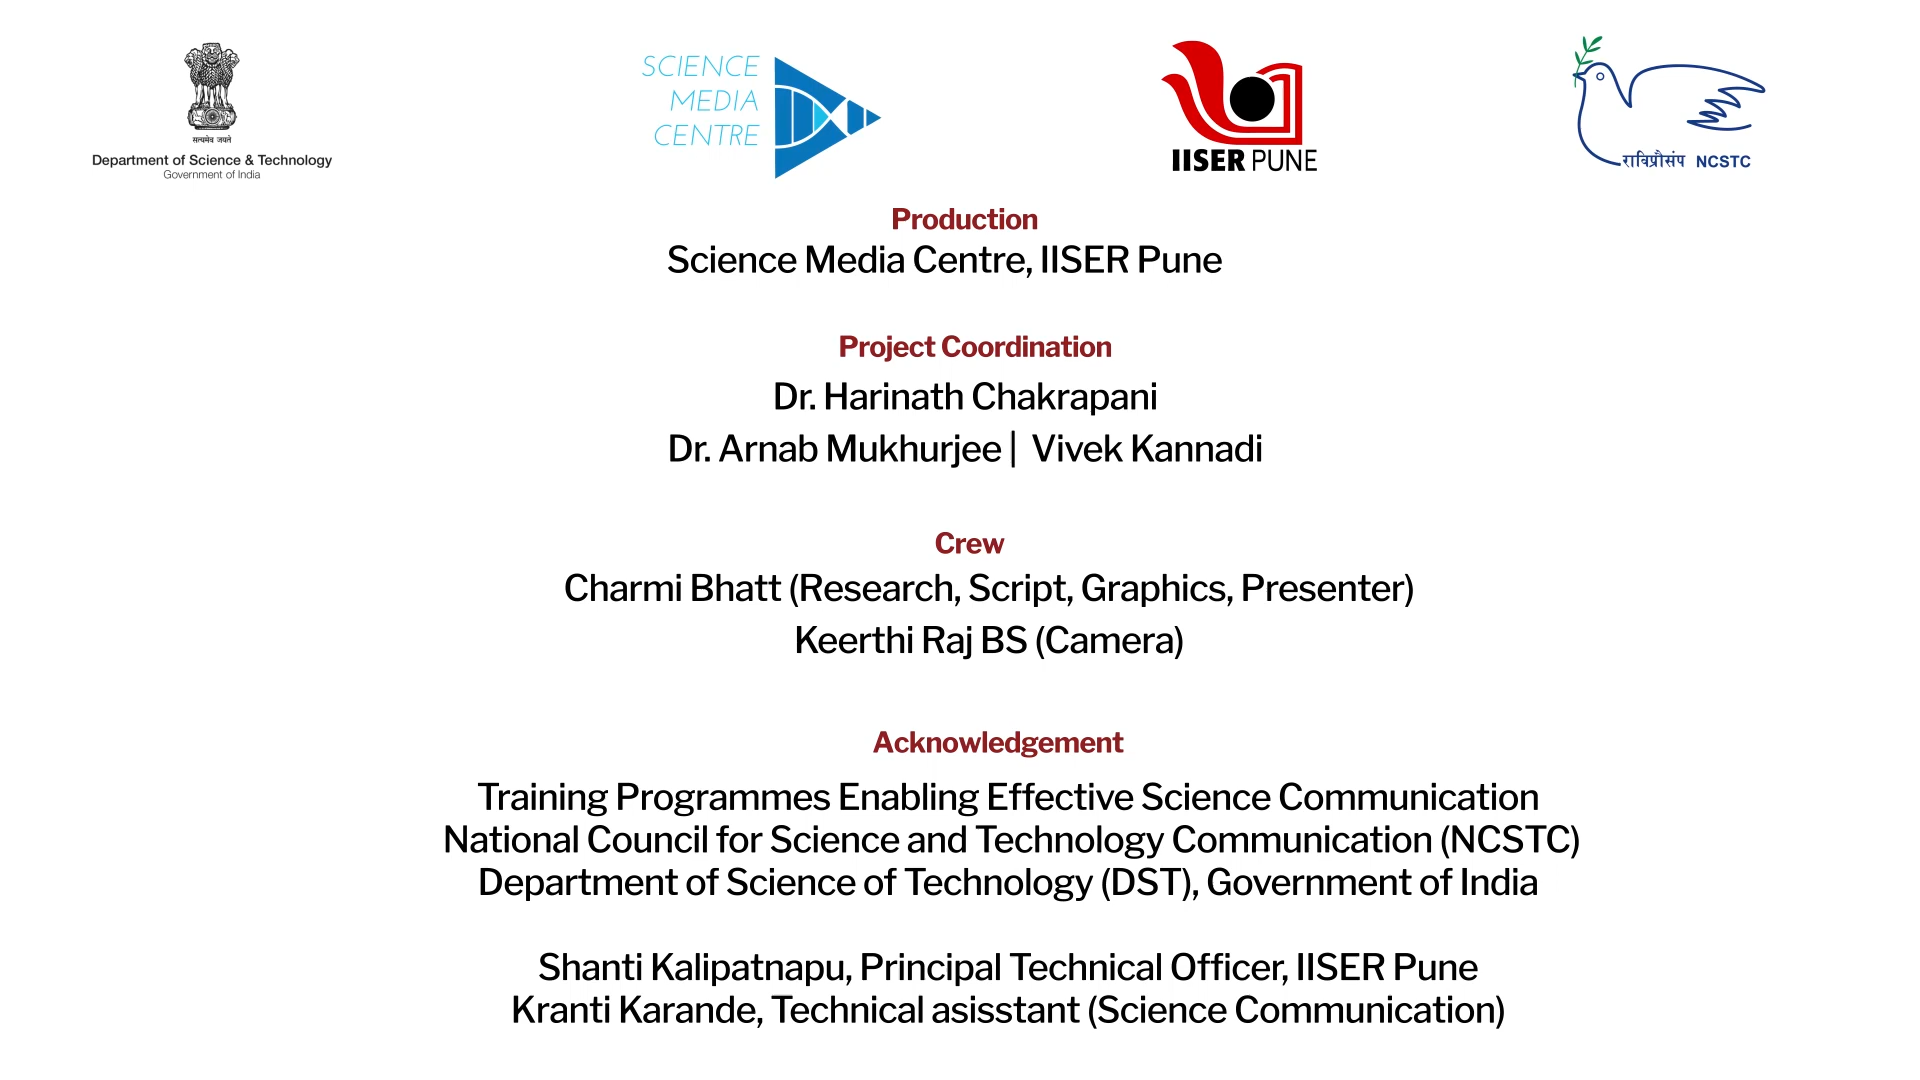 सत्यमेव जयते
Department of Science & Technology
Government of India
SCIENCE
MEDIA
CENTRE
IISER PUNE
राविप्रौसंप NCSTC
Production
Science Media Centre, IISER Pune
Project Coordination
Dr. Harinath Chakrapani
Dr. Arnab Mukhurjee | Vivek Kannadi
Crew
Charmi Bhatt (Research, Script, Graphics, Presenter)
Keerthi Raj BS (Camera)
Acknowledgement
Training Programmes Enabling Effective Science Communication
National Council for Science and Technology Communication (NCSTC)
Department of Science of Technology (DST), Government of India
Shanti Kalipatnapu, Principal Technical Officer, IISER Pune
Kranti Karande, Technical asisstant (Science Communication)